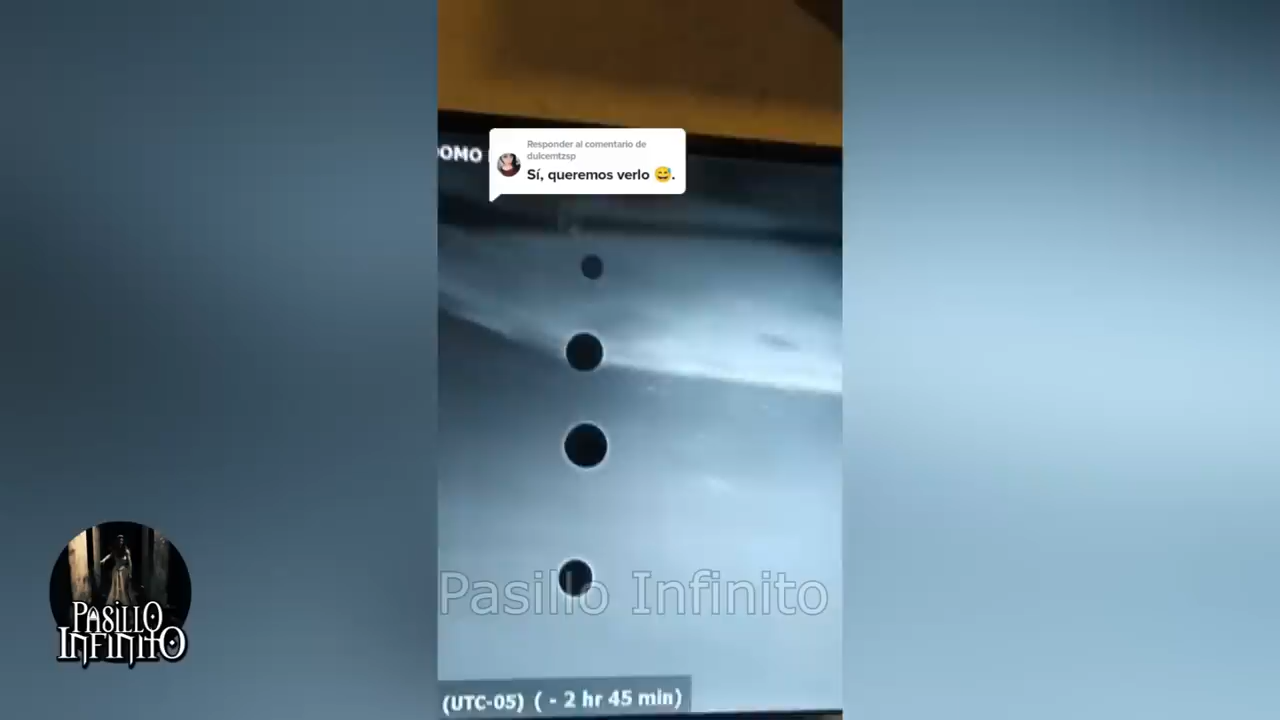 OMO
Responder al comentario de
dulcemtzsp
Sí, queremos verlo 😅.
Pasillo Infinito
PASILLO
INFINITO
(UTC-05) ( - 2 hr 45 min)